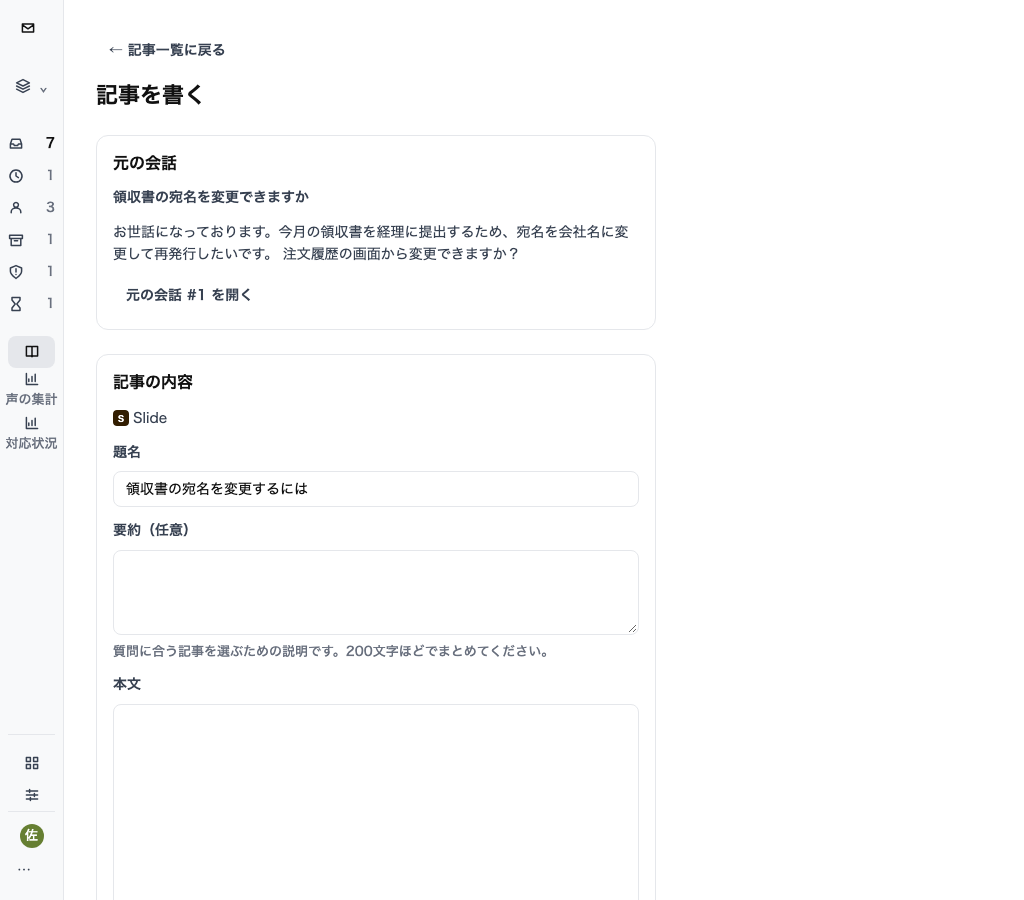 ← 記事一覧に戻る
記事を書く
7
1
3
1
1
1
声の集計
対応状況
佐
元の会話
領収書の宛名を変更できますか
お世話になっております。今月の領収書を経理に提出するため、宛名を会社名に変
更して再発行したいです。 注文履歴の画面から変更できますか？
元の会話 #1 を開く
記事の内容
s Slide
題名
領収書の宛名を変更するには
要約（任意）
質問に合う記事を選ぶための説明です。200文字ほどでまとめてください。
本文